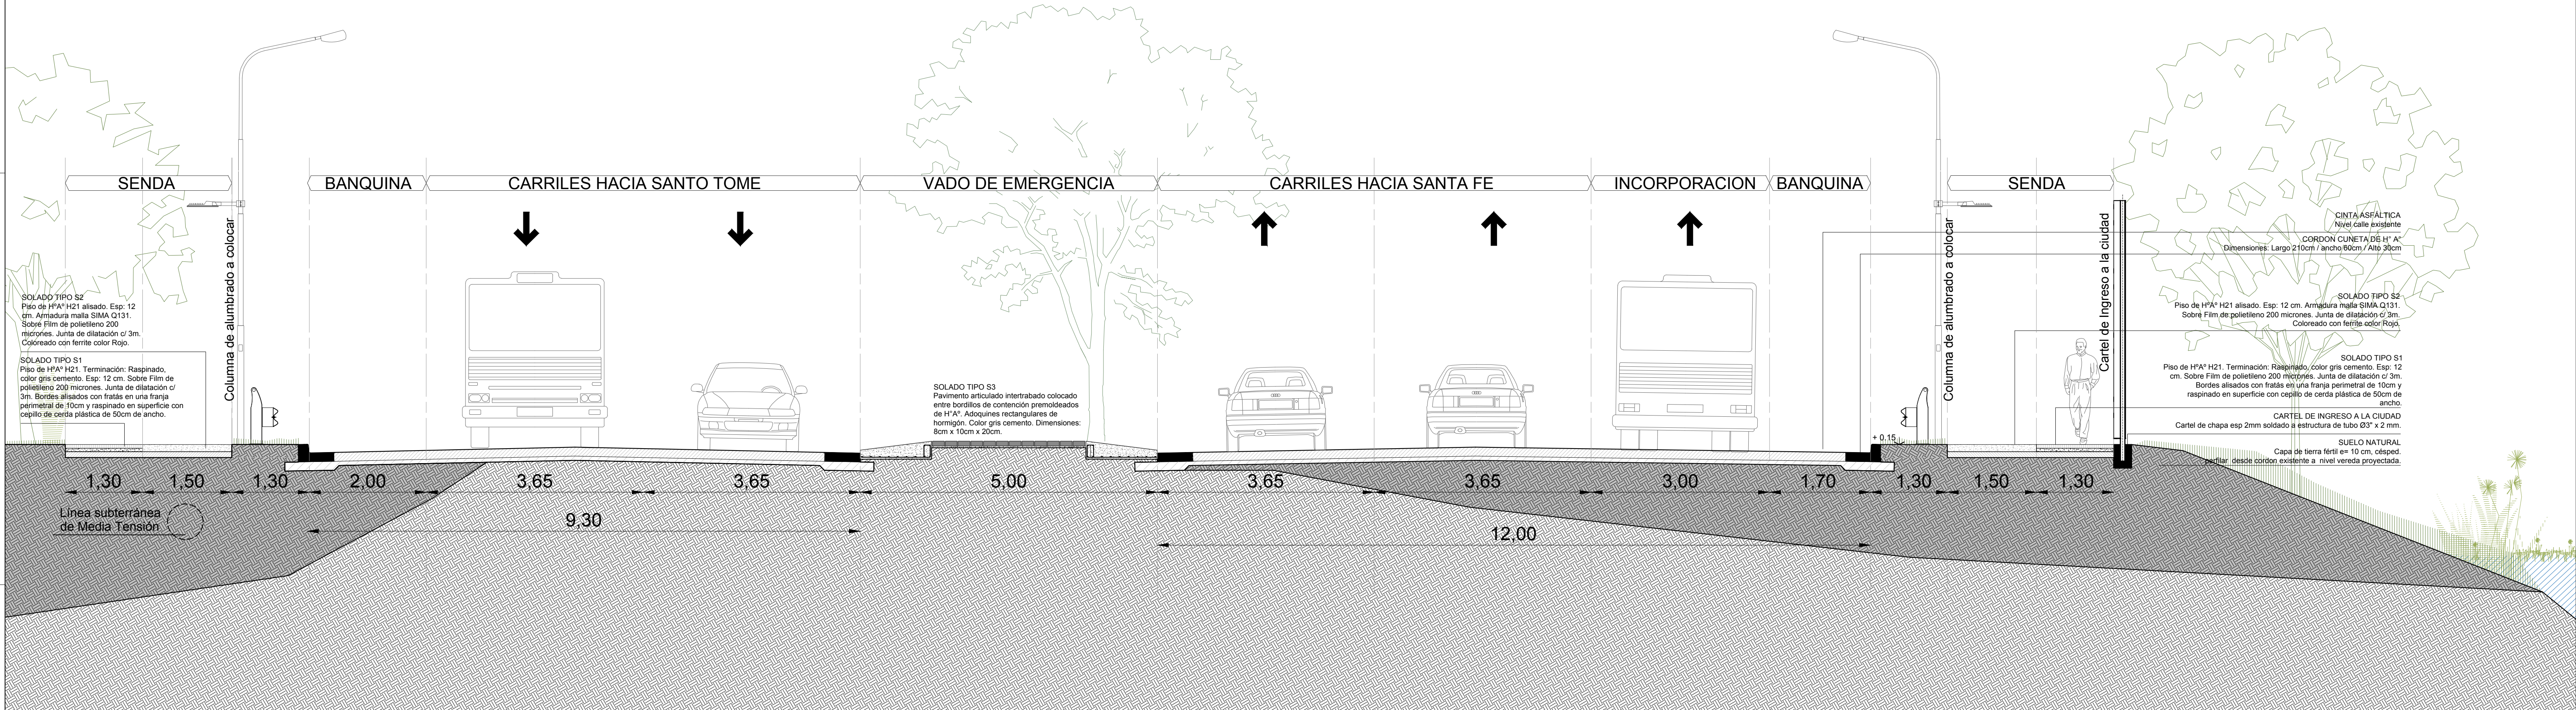 SENDA
BANQUINA
CARRILES HACIA SANTO TOME
VADO DE EMERGENCIA
CARRILES HACIA SANTA FE
INCORPORACION
BANQUINA
SENDA
Columna de alumbrado a colocar
Columna de alumbrado a colocar
Cartel de Ingreso a la ciudad
SOLADO TIPO S2
Piso de HºAº H21 alisado. Esp: 12
cm. Armadura malla SIMA Q131.
Sobre Film de polietileno 200
micrones. Junta de dilatación c/ 3m.
Coloreado con ferrite color Rojo.
SOLADO TIPO S1
Piso de HºAº H21. Terminación: Raspinado,
color gris cemento. Esp: 12 cm. Sobre Film de
polietileno 200 micrones. Junta de dilatación c/
3m. Bordes alisados con fratás en una franja
perimetral de 10cm y raspinado en superficie con
cepillo de cerda plástica de 50cm de ancho.
SOLADO TIPO S3
Pavimento articulado intertrabado colocado
entre bordillos de contención premoldeados
de H°Aº. Adoquines rectangulares de
hormigón. Color gris cemento. Dimensiones:
8cm x 10cm x 20cm.
CINTA ASFÁLTICA
Nivel calle existente
CORDON CUNETA DE H° A°
Dimensiones: Largo 210cm / ancho 60cm / Alto 30cm
SOLADO TIPO S2
Piso de HºAº H21 alisado. Esp: 12 cm. Armadura malla SIMA Q131.
Sobre Film de polietileno 200 micrones. Junta de dilatación c/ 3m.
Coloreado con ferrite color Rojo.
SOLADO TIPO S1
Piso de HºAº H21. Terminación: Raspinado, color gris cemento. Esp: 12
cm. Sobre Film de polietileno 200 micrones. Junta de dilatación c/ 3m.
Bordes alisados con fratás en una franja perimetral de 10cm y
raspinado en superficie con cepillo de cerda plástica de 50cm de
ancho.
CARTEL DE INGRESO A LA CIUDAD
Cartel de chapa esp 2mm soldado a estructura de tubo Ø3" x 2 mm.
SUELO NATURAL
Capa de tierra fértil e= 10 cm, césped.
perfilar desde cordon existente a nivel vereda proyectada.
+ 0.15
1,30
1,50
1,30
2,00
3,65
3,65
5,00
3,65
3,65
3,00
1,70
1,30
1,50
1,30
Línea subterránea
de Media Tensión
9,30
12,00